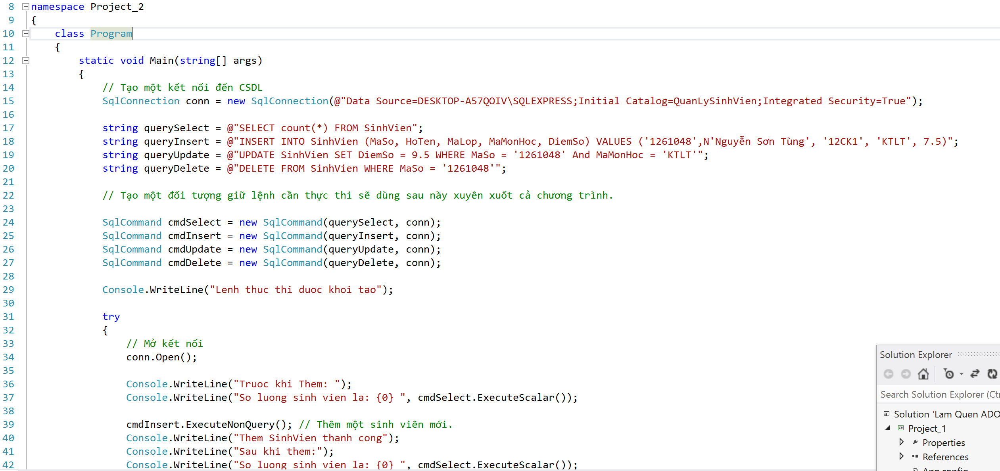 8 namespace Project_2
9 {
10 class Program
11 {
12 static void Main(string[] args)
13 {
14 // Tạo một kết nối đến CSDL
15 SqlConnection conn = new SqlConnection(@"Data Source=DESKTOP-A57QOIV\SQLEXPRESS;Initial Catalog=QuanLySinhVien;Integrated Security=True");
16
17 string querySelect = @"SELECT count(*) FROM SinhVien";
18 string queryInsert = @"INSERT INTO SinhVien (MaSo, HoTen, MaLop, MaMonHoc, DiemSo) VALUES ('1261048',N'Nguyễn Sơn Tùng', '12CK1', 'KTLT', 7.5)";
19 string queryUpdate = @"UPDATE SinhVien SET DiemSo = 9.5 WHERE MaSo = '1261048' And MaMonHoc = 'KTLT'";
20 string queryDelete = @"DELETE FROM SinhVien WHERE MaSo = '1261048'";
21
22 // Tạo một đối tượng giữ lệnh cần thực thi sẽ dùng sau này xuyên xuốt cả chương trình.
23
24 SqlCommand cmdSelect = new SqlCommand(querySelect, conn);
25 SqlCommand cmdInsert = new SqlCommand(queryInsert, conn);
26 SqlCommand cmdUpdate = new SqlCommand(queryUpdate, conn);
27 SqlCommand cmdDelete = new SqlCommand(queryDelete, conn);
28
29 Console.WriteLine("Lenh thuc thi duoc khoi tao");
30
31 try
32 {
33 // Mở kết nối
34 conn.Open();
35
36 Console.WriteLine("Truoc khi Them: ");
37 Console.WriteLine("So luong sinh vien la: {0} ", cmdSelect.ExecuteScalar());
38
39 cmdInsert.ExecuteNonQuery(); // Thêm một sinh viên mới.
40 Console.WriteLine("Them SinhVien thanh cong");
41 Console.WriteLine("Sau khi them:");
42 Console.WriteLine("So luong sinh vien la: {0} ", cmdSelect.ExecuteScalar());
Solution Explorer
Search Solution Explorer (Ct
Solution 'Lam Quen ADO
Project_1
Properties
References
App.config